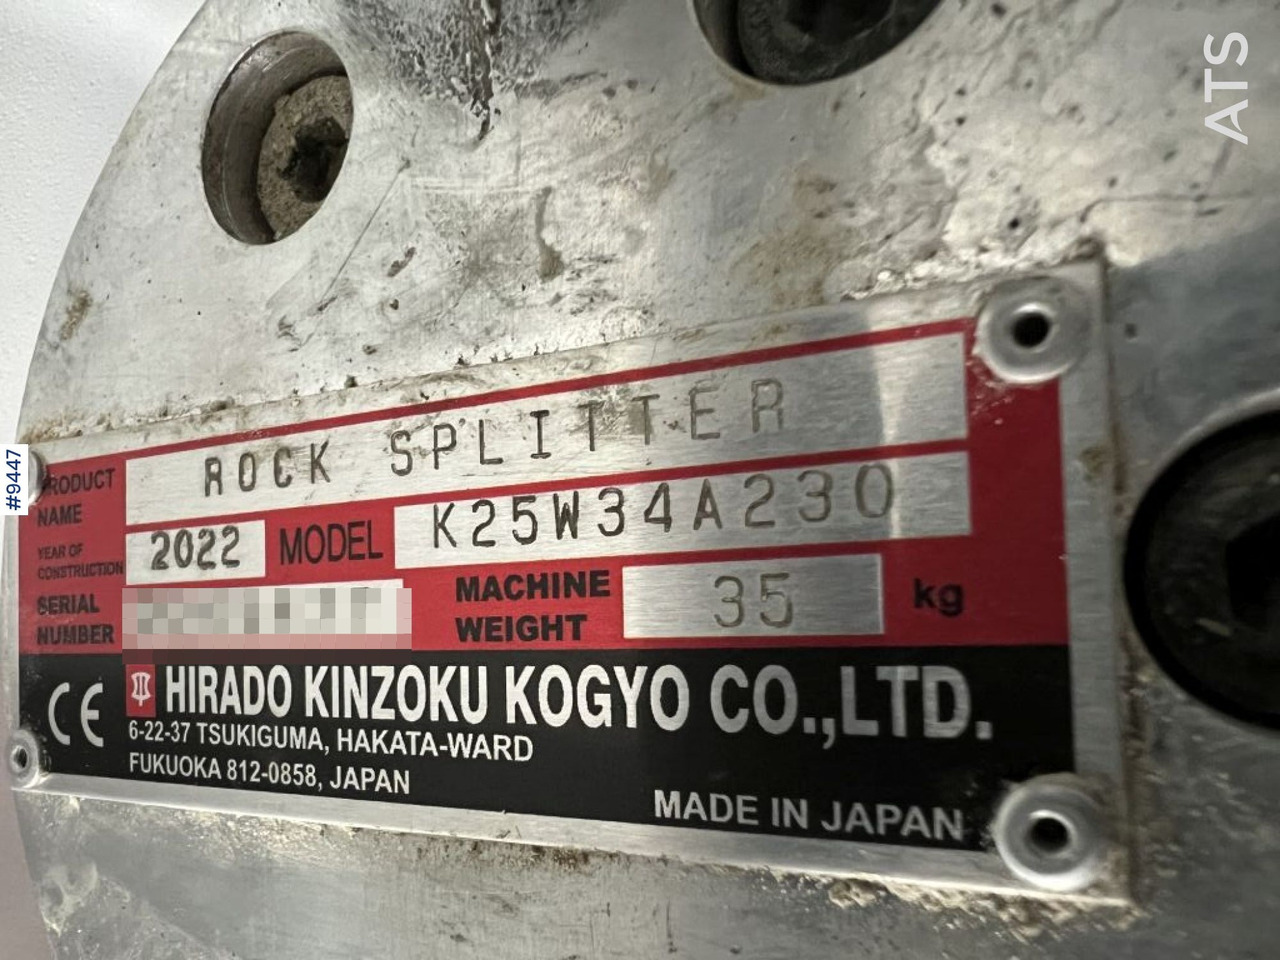 ATS
#9447
PRODUCT NAME ROCK SPLITTER
YEAR OF CONSTRUCTION 2022 MODEL K25W34A230
SERIAL NUMBER MACHINE WEIGHT 35 kg
CE HIRADO KINZOKU KOGYO CO.,LTD.
6-22-37 TSUKIGUMA, HAKATA-WARD
FUKUOKA 812-0858, JAPAN
MADE IN JAPAN